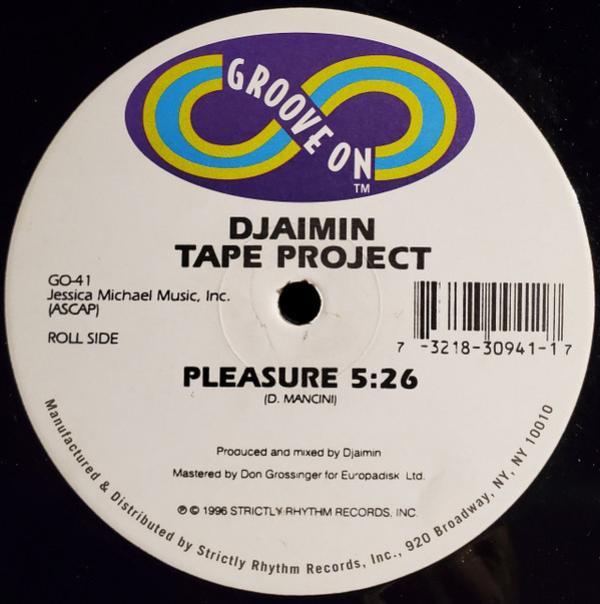 GROOVE ON
TM
DJAIMIN
TAPE PROJECT
GO-41
Jessica Michael Music, Inc.
(ASCAP)
ROLL SIDE
7 -3218-30941-1 7
PLEASURE 5:26
(D. MANCINI)
Produced and mixed by Djaimin
Mastered by Don Grossinger for Europadisk Ltd.
℗ © 1996 STRICTLY RHYTHM RECORDS, INC.
Manufactured & Distributed by Strictly Rhythm Records, Inc., 920 Broadway, NY, NY 10010